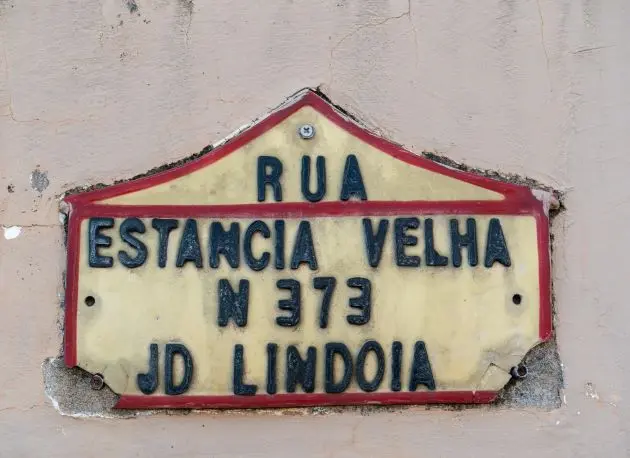 RUA
ESTANCIA VELHA
N 373
JD LINDOIA